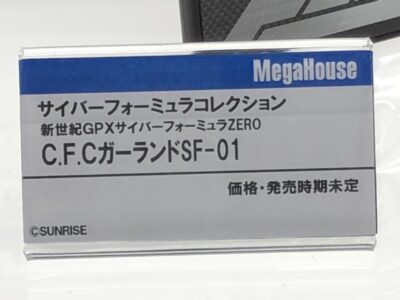 MegaHouse
サイバーフォーミュラコレクション
新世紀GPXサイバーフォーミュラZERO
C.F.CガーランドSF-01
価格・発売時期未定
©SUNRISE